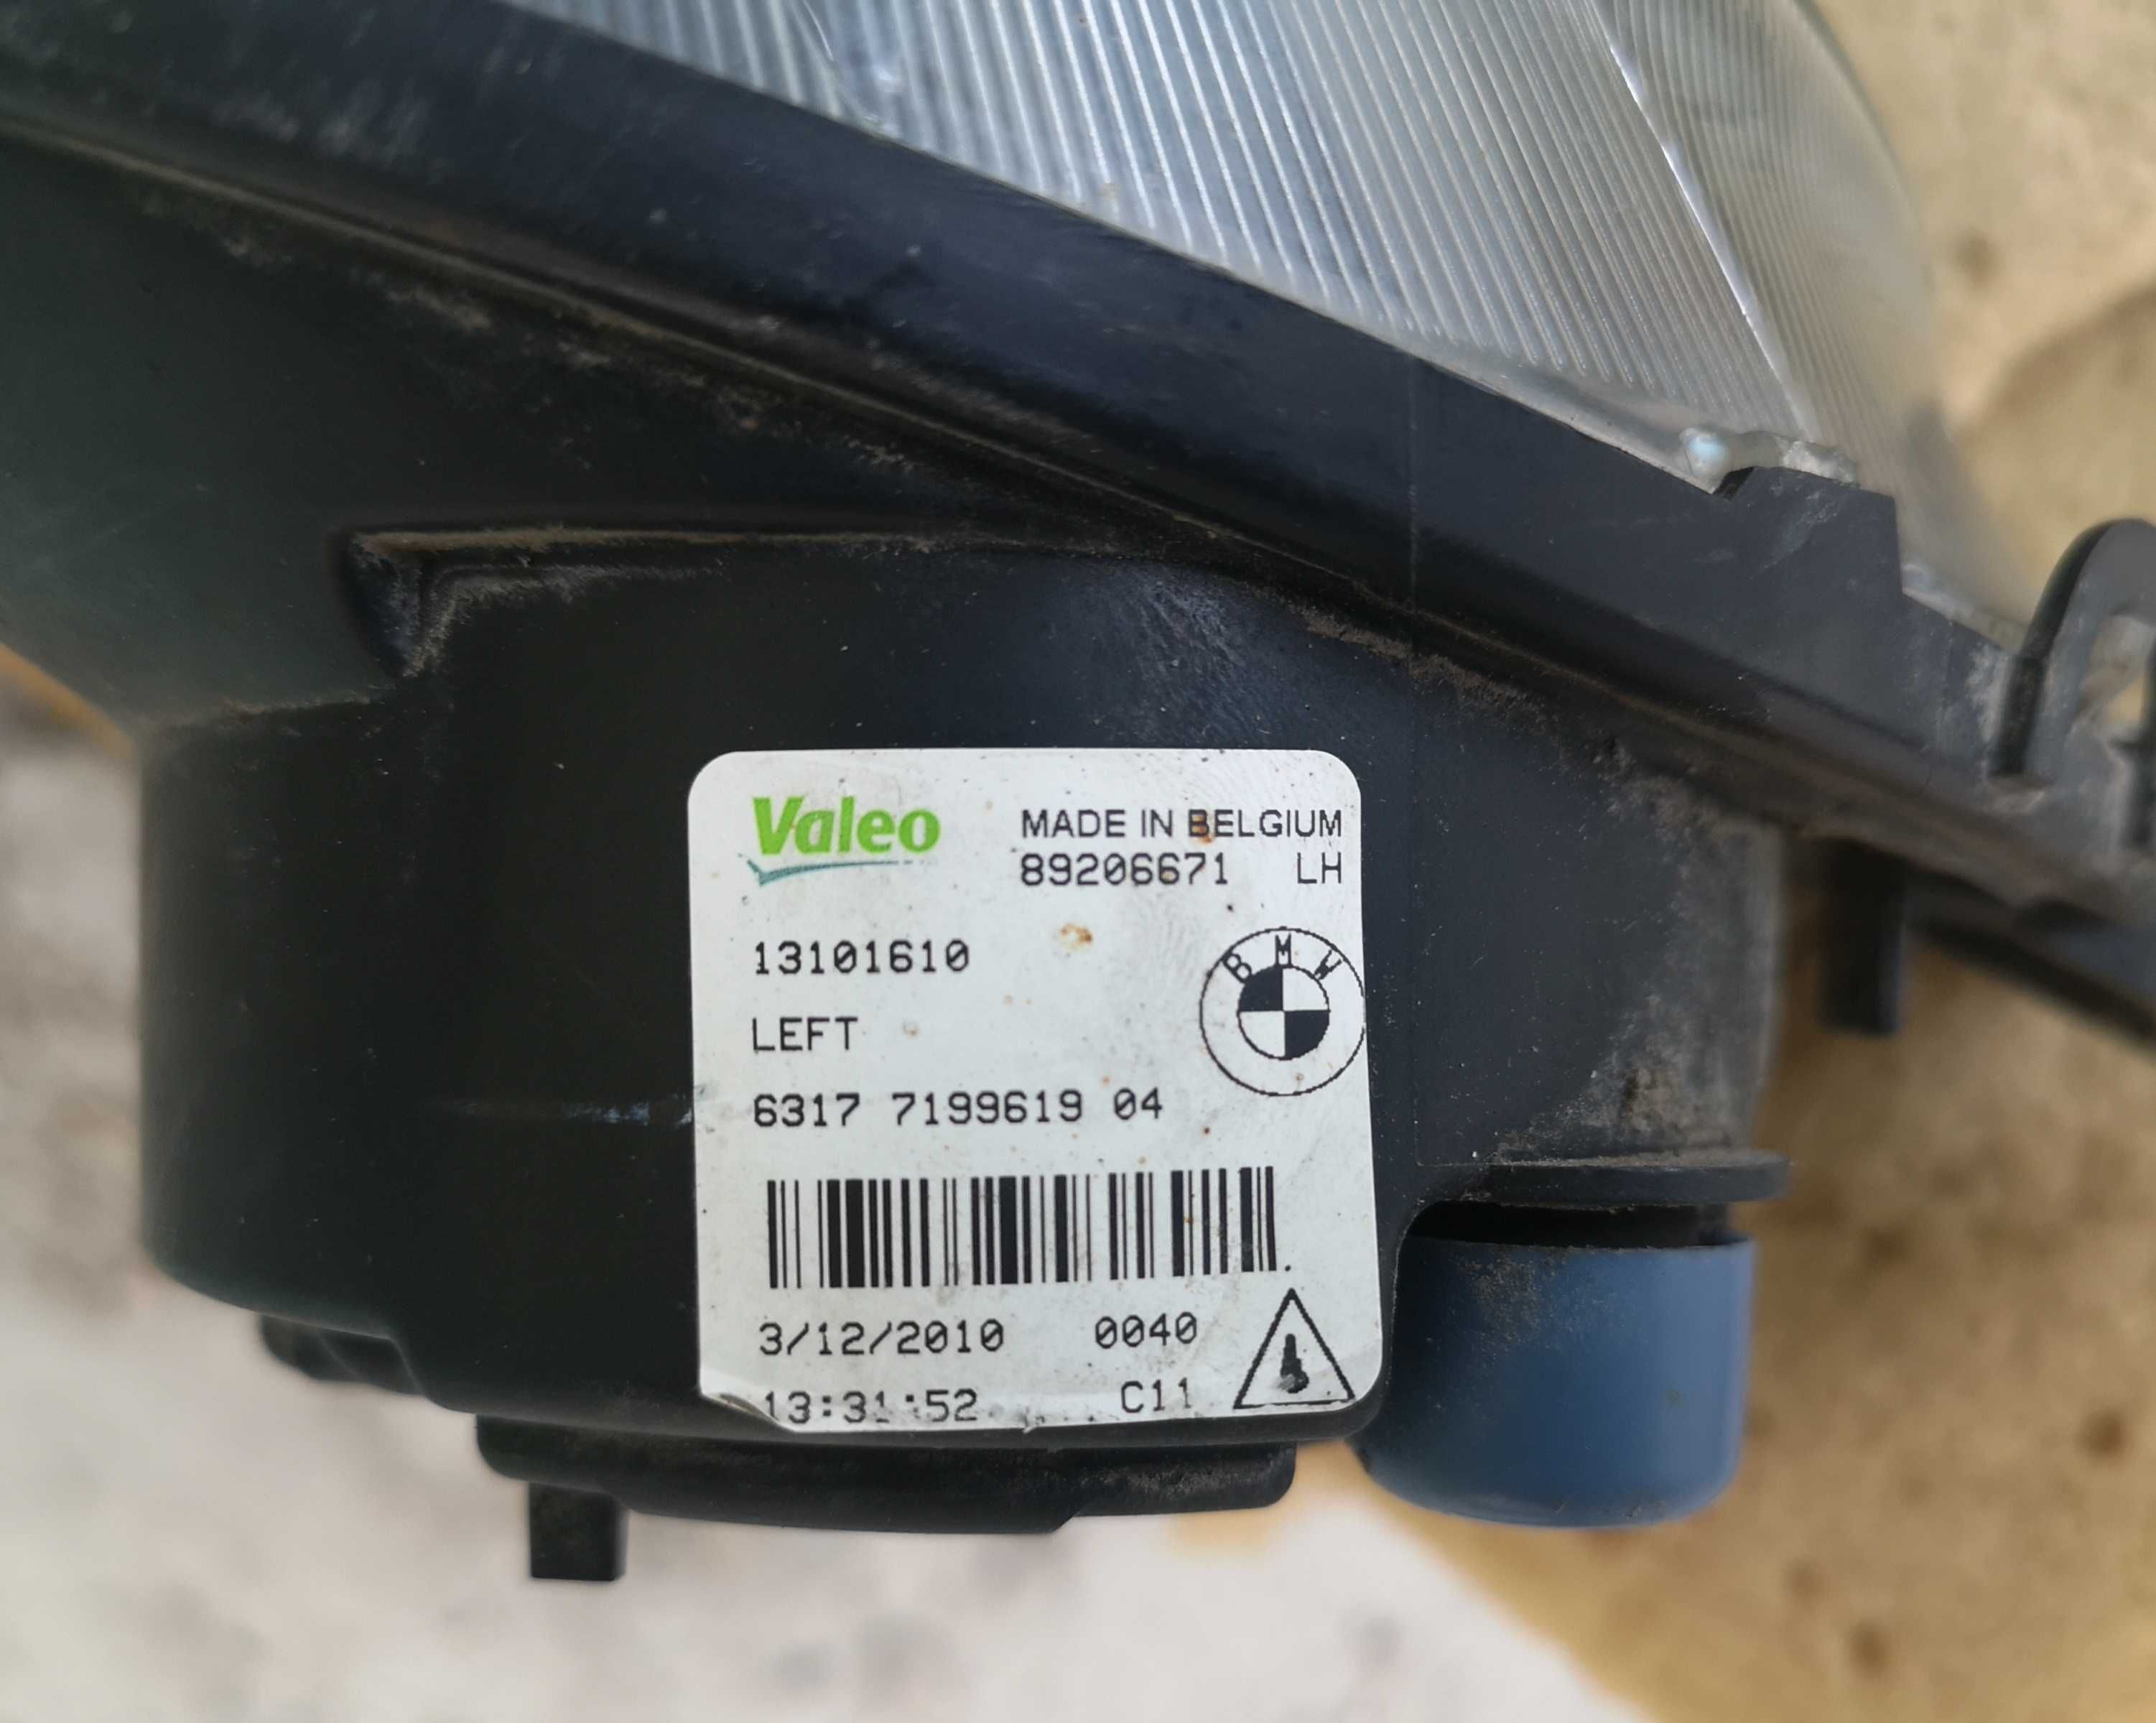 Valeo
MADE IN BELGIUM
89206671 LH
13101610
BMW
LEFT
6317 7199619 04
3/12/2010 0040
13:31:52 C11